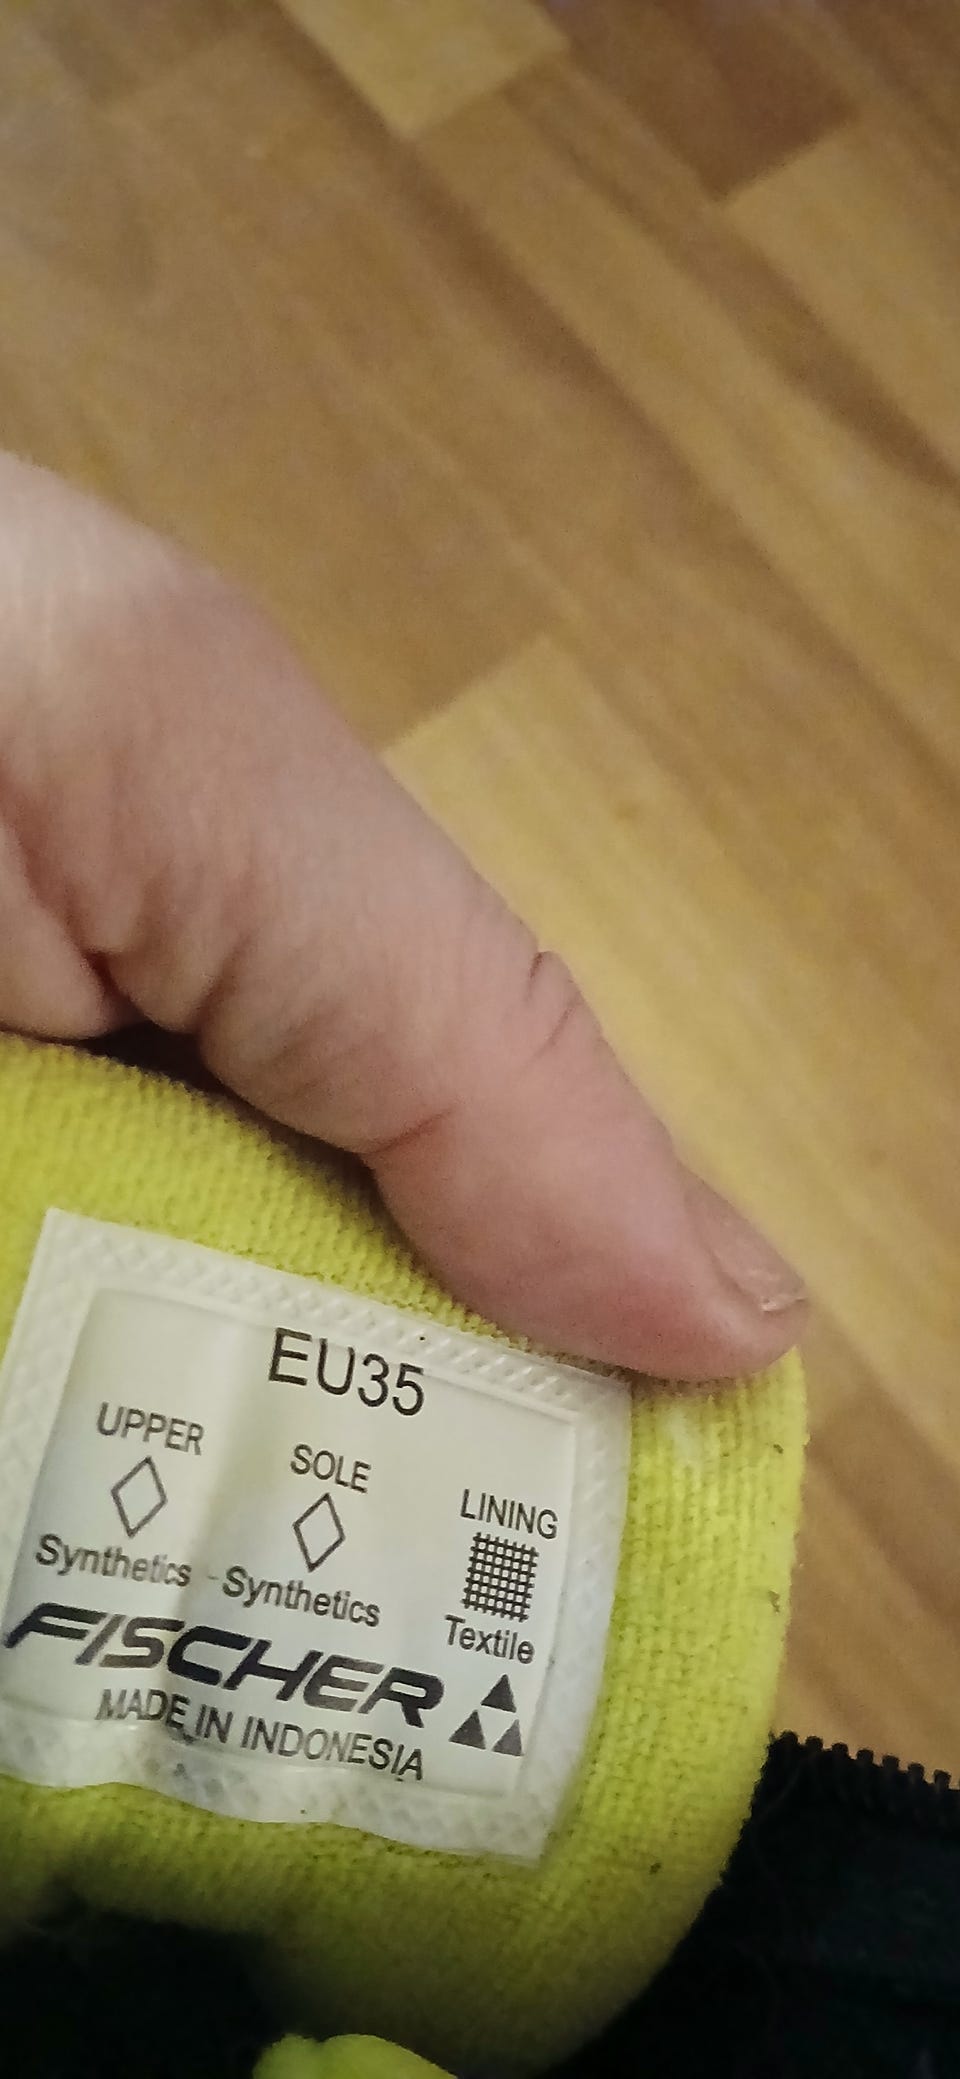 EU35
UPPER SOLE LINING
Synthetics Synthetics Textile
FISCHER
MADE IN INDONESIA